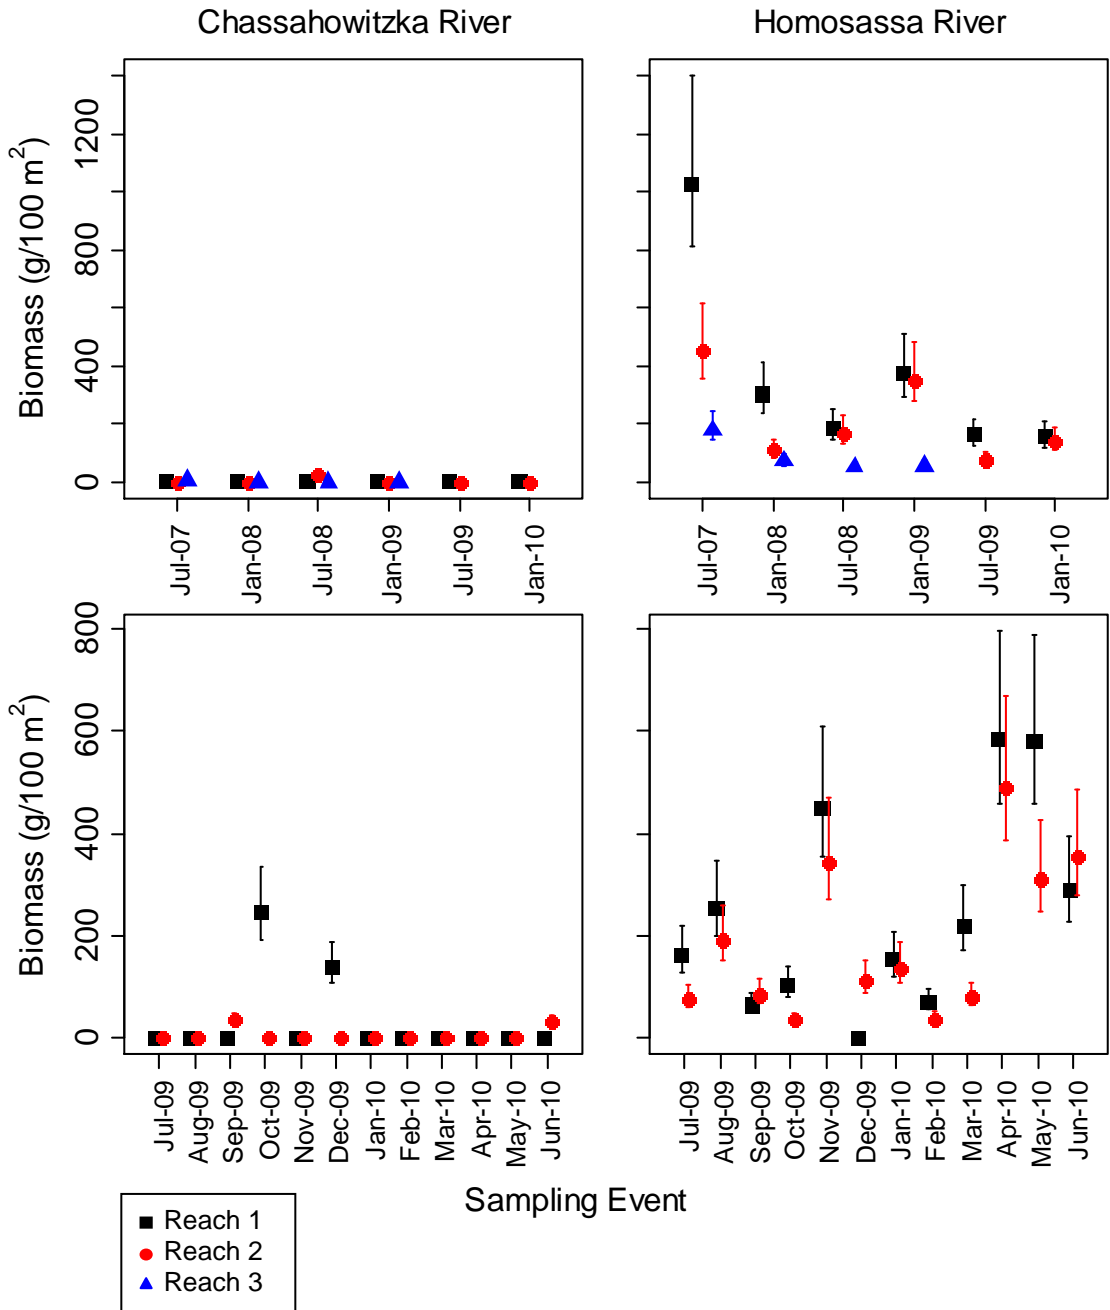 Chassahowitzka River
Homosassa River
Biomass (g/100 m²)
0
400
800
1200
Jul-07
Jan-08
Jul-08
Jan-09
Jul-09
Jan-10
Jul-07
Jan-08
Jul-08
Jan-09
Jul-09
Jan-10
Biomass (g/100 m²)
0
200
400
600
800
Jul-09
Aug-09
Sep-09
Oct-09
Nov-09
Dec-09
Jan-10
Feb-10
Mar-10
Apr-10
May-10
Jun-10
Jul-09
Aug-09
Sep-09
Oct-09
Nov-09
Dec-09
Jan-10
Feb-10
Mar-10
Apr-10
May-10
Jun-10
Sampling Event
Reach 1
Reach 2
Reach 3